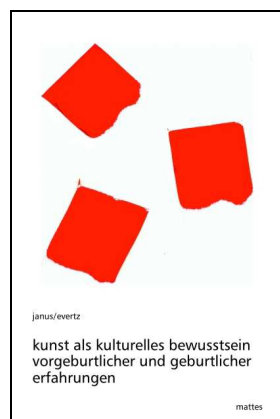 janus/evertz
kunst als kulturelles bewusstsein
vorgeburtlicher und geburtlicher
erfahrungen
mattes